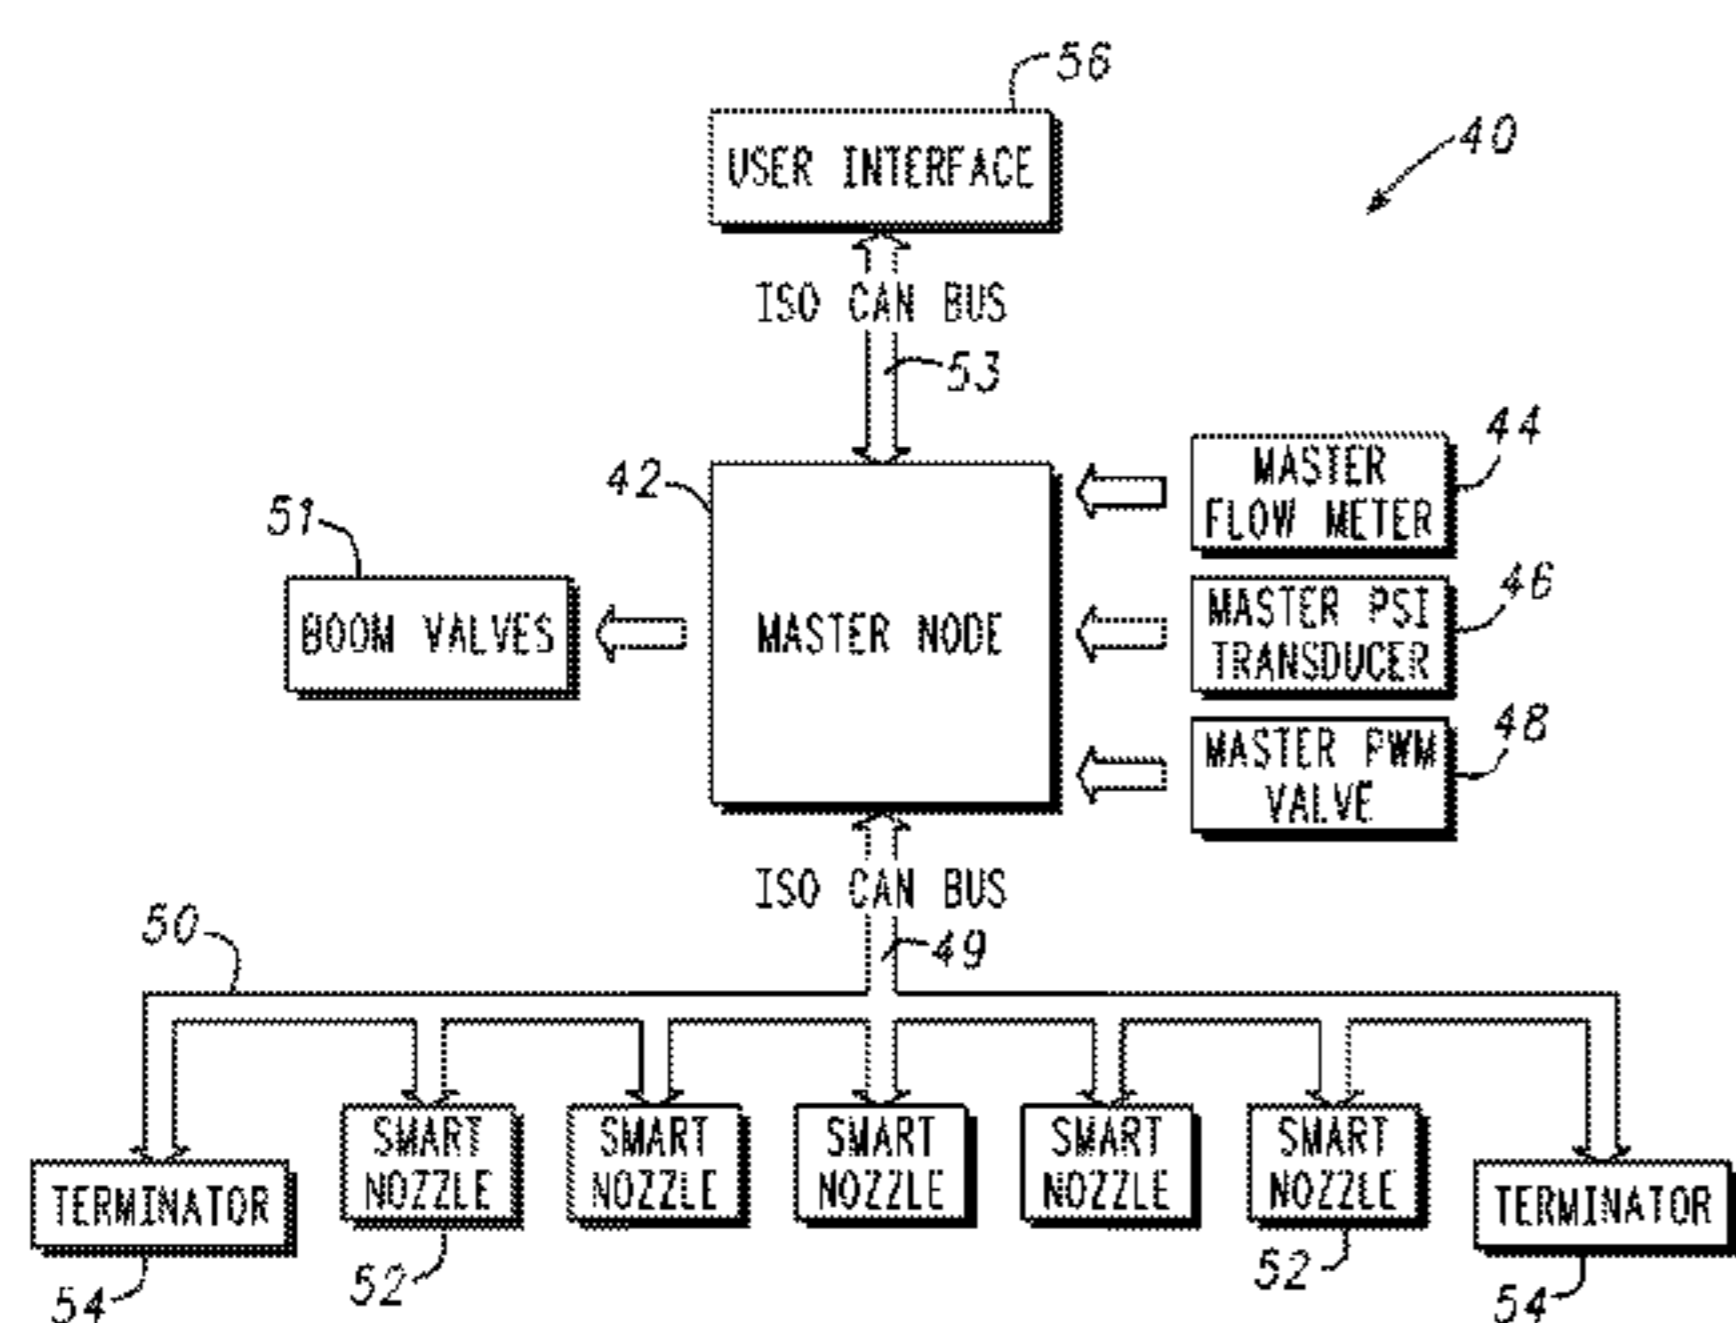 56
USER INTERFACE
40
ISO CAN BUS
53
44
MASTER
FLOW METER
42
51
46
BOOM VALVES
MASTER NODE
MASTER PSI
TRANSDUCER
48
MASTER PWM
VALVE
ISO CAN BUS
50
49
SMART
NOZZLE
SMART
NOZZLE
SMART
NOZZLE
SMART
NOZZLE
SMART
NOZZLE
TERMINATOR
TERMINATOR
52
52
54
54